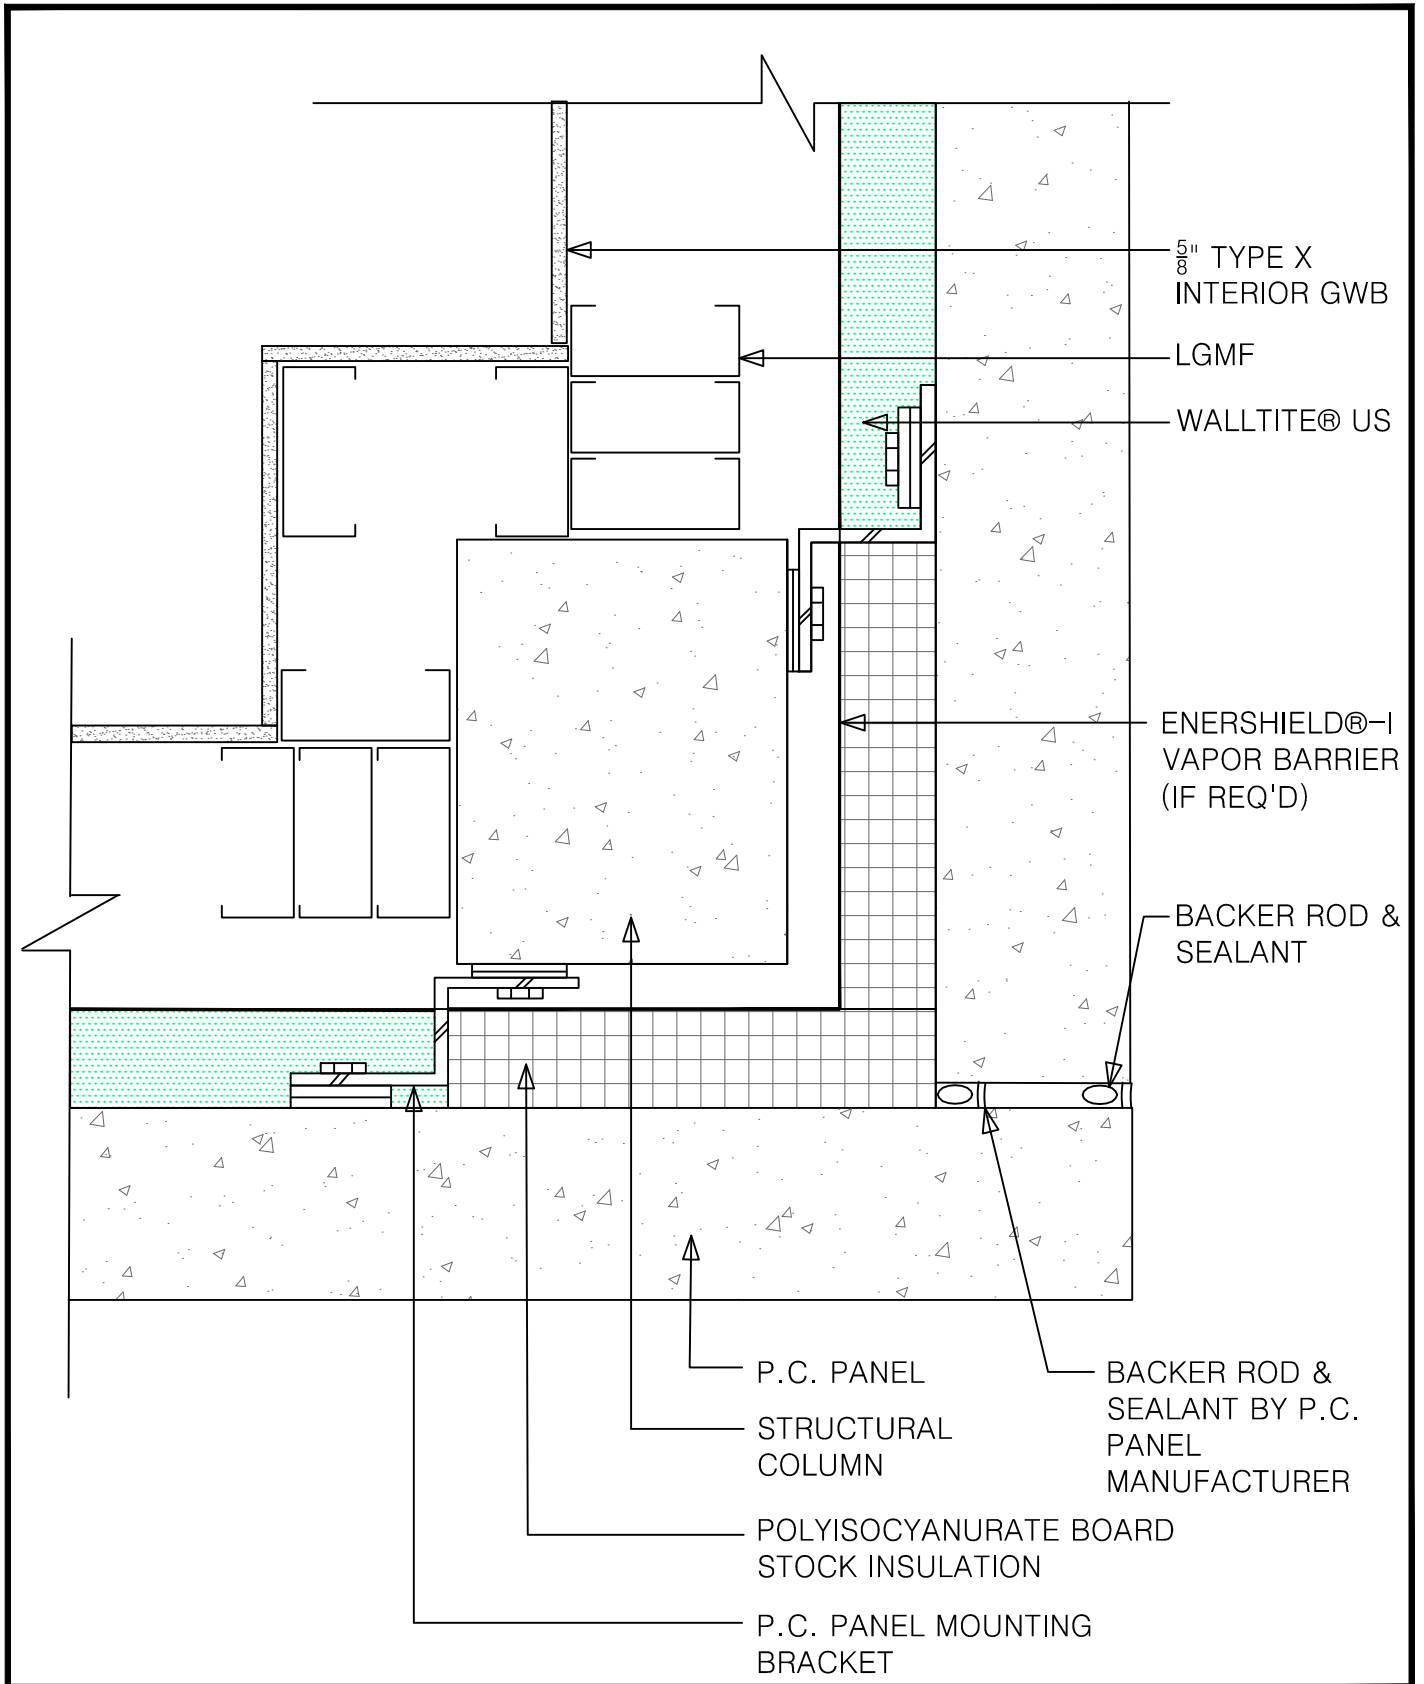 5/8" TYPE X
INTERIOR GWB
LGMF
WALLTITE® US
ENERSHIELD®-I
VAPOR BARRIER
(IF REQ'D)
BACKER ROD &
SEALANT
P.C. PANEL
STRUCTURAL
COLUMN
POLYISOCYANURATE BOARD
STOCK INSULATION
P.C. PANEL MOUNTING
BRACKET
BACKER ROD &
SEALANT BY P.C.
PANEL
MANUFACTURER